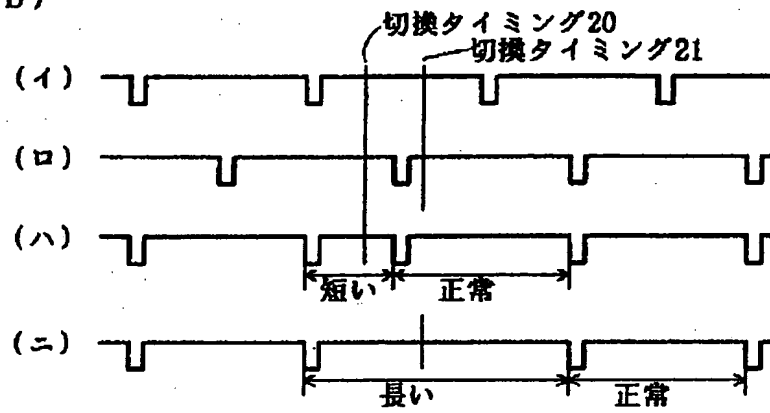 切換タイミング20
切換タイミング21
(イ)
(ロ)
(ハ)
短い 正常
(ニ)
長い 正常